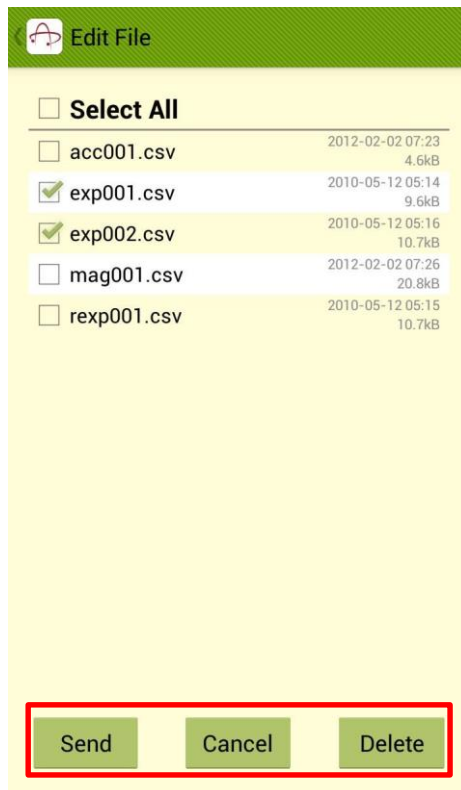 Edit File
Select All
acc001.csv 2012-02-02 07:23
4.6kB
exp001.csv 2010-05-12 05:14
9.6kB
exp002.csv 2010-05-12 05:16
10.7kB
mag001.csv 2012-02-02 07:26
20.8kB
rexp001.csv 2010-05-12 05:15
10.7kB
Send Cancel Delete